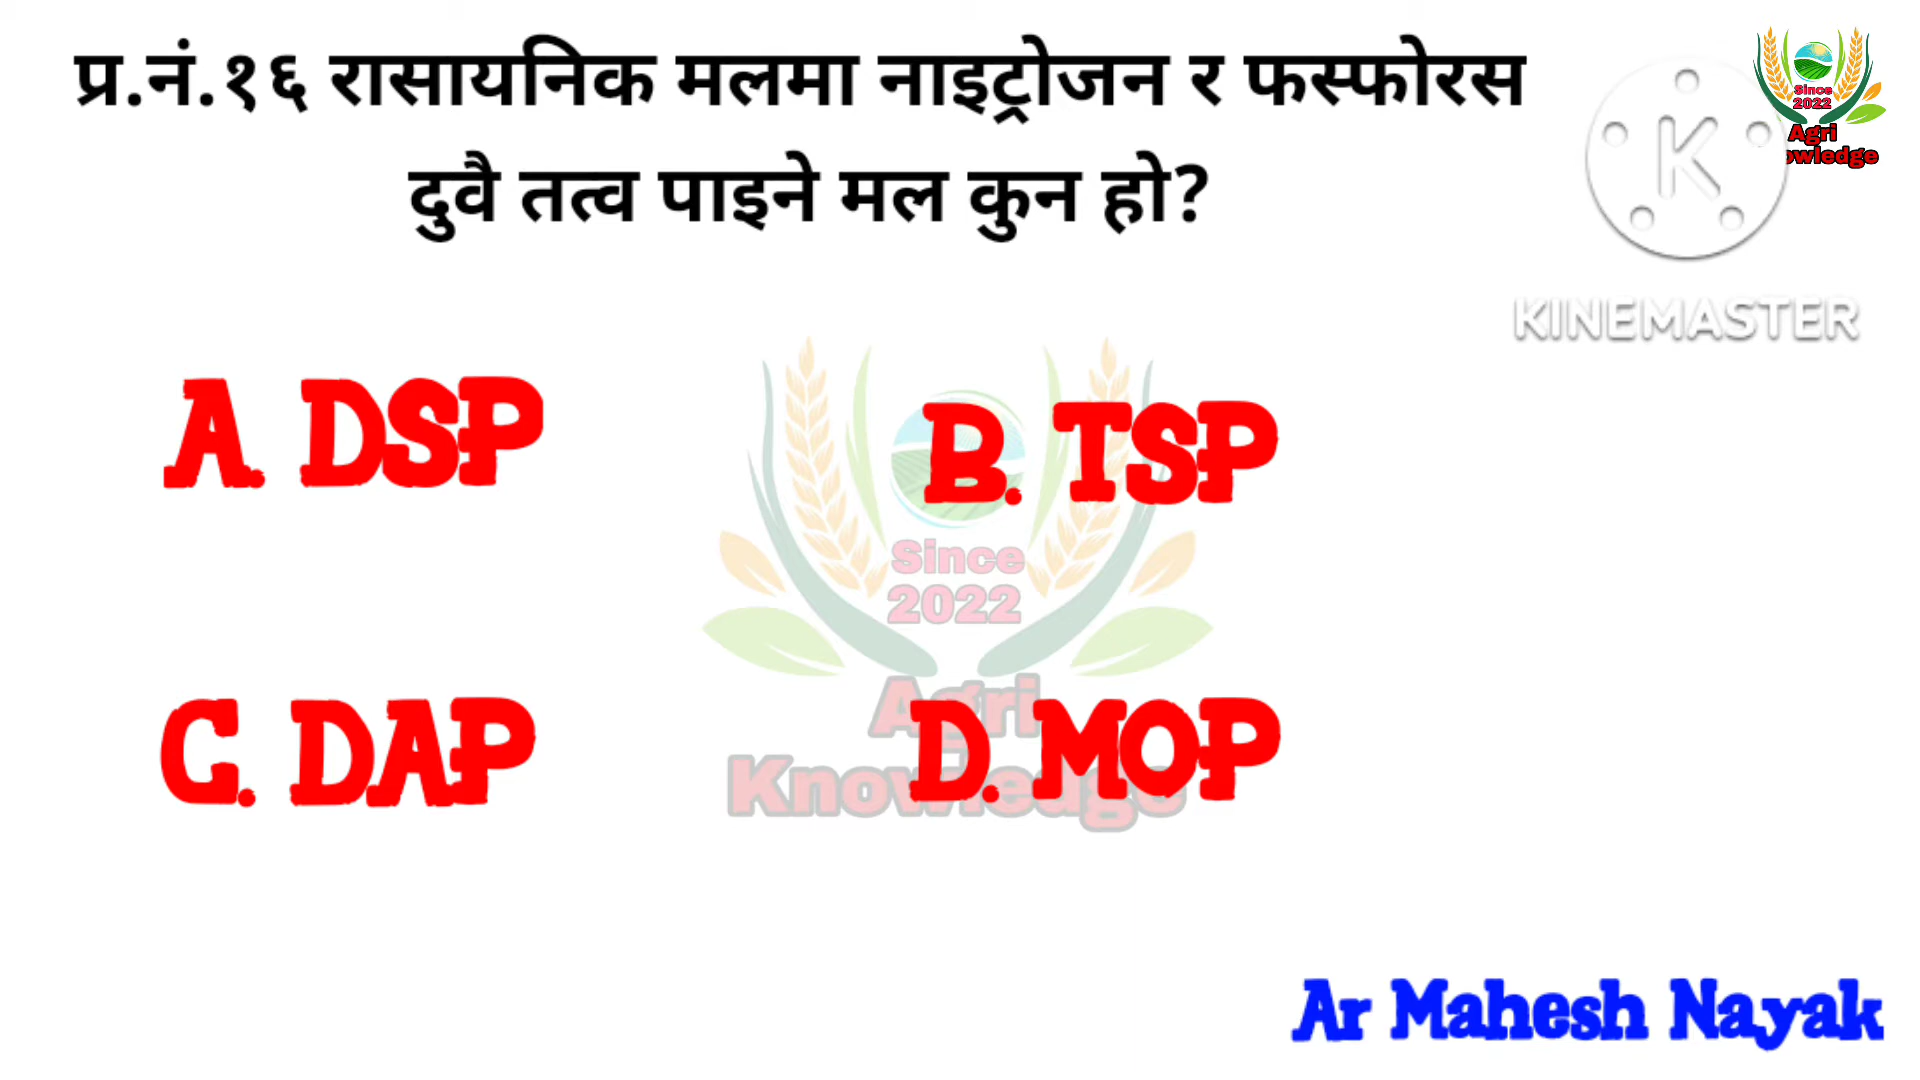 प्र.नं.१६ रासायनिक मलमा नाइट्रोजन र फस्फोरस
दुवै तत्व पाइने मल कुन हो?
Since
2022
Agri
owledge
KINEMASTER
A. DSP
B. TSP
Since
2022
C. DAP
D. MOP
Agri
Knowledge
Ar Mahesh Nayak